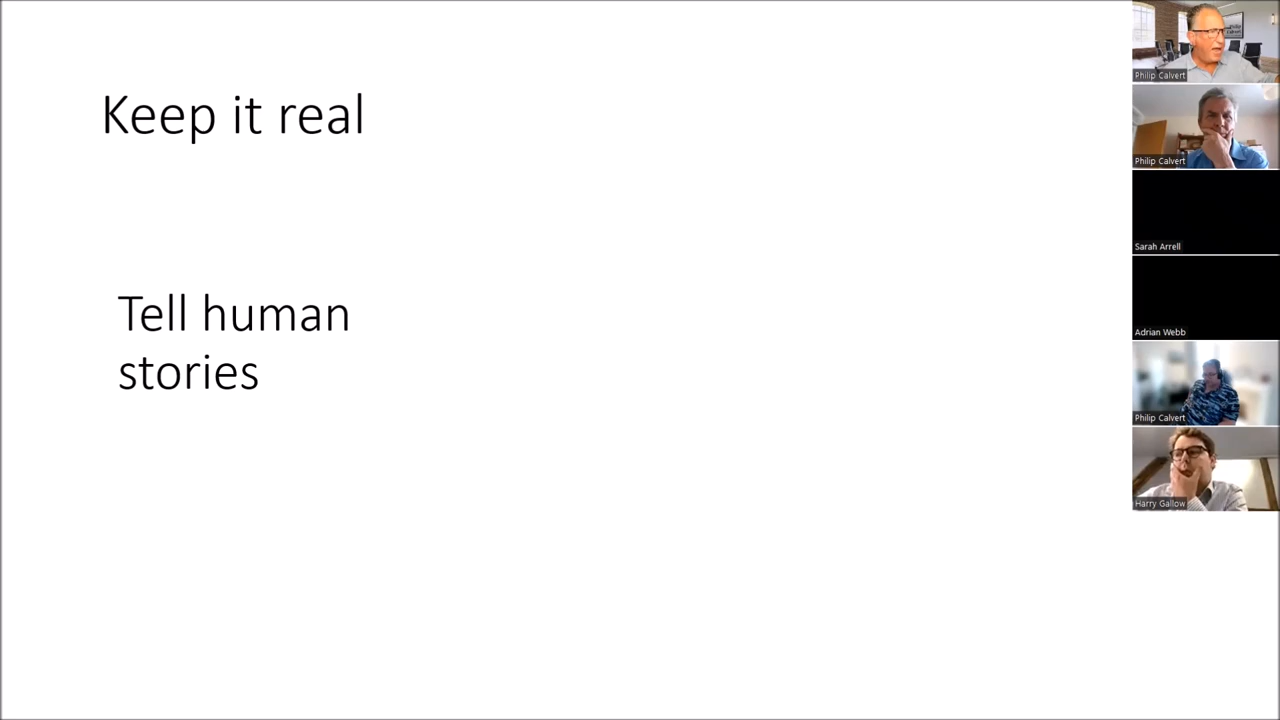 Keep it real
Tell human
stories
Philip Calvert
Philip Calvert
Sarah Arrell
Adrian Webb
Philip Calvert
Harry Gallow